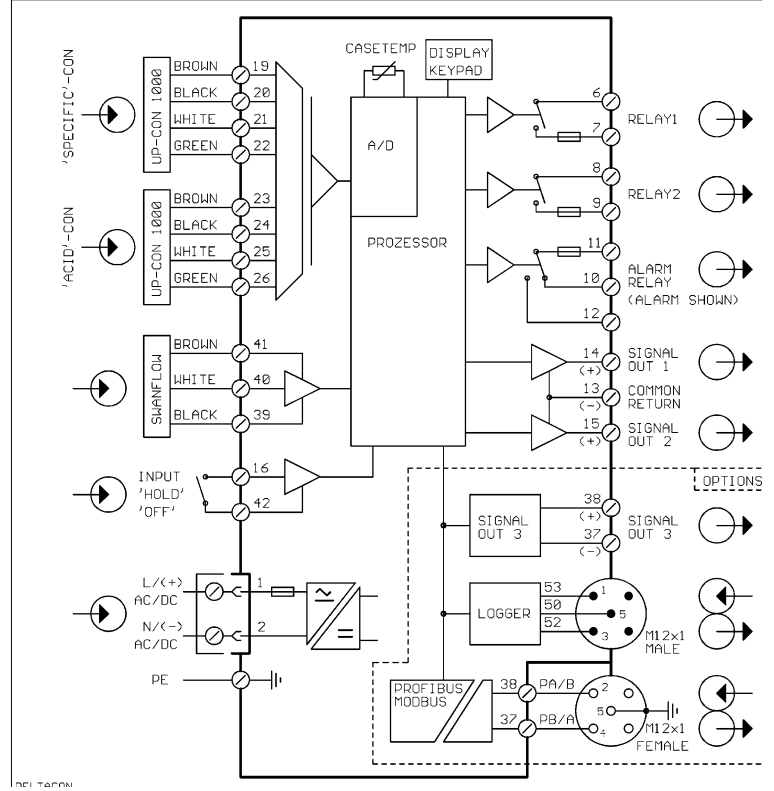 'SPECIFIC'-CON
UP-CON 1000
BROWN 19
BLACK 20
WHITE 21
GREEN 22
'ACID'-CON
UP-CON 1000
BROWN 23
BLACK 24
WHITE 25
GREEN 26
SWANFLOW
BROWN 41
WHITE 40
BLACK 39
INPUT
'HOLD'
'OFF'
16
42
L/(+)
AC/DC
1
N/(-)
AC/DC
2
PE
CASETEMP
DISPLAY
KEYPAD
A/D
PROZESSOR
6
7
RELAY1
8
9
RELAY2
11
10
12
ALARM
RELAY
(ALARM SHOWN)
14
(+)
SIGNAL
OUT 1
13
(-)
COMMON
RETURN
15
(+)
SIGNAL
OUT 2
OPTIONS
SIGNAL
OUT 3
38
(+)
37
(-)
SIGNAL
OUT 3
LOGGER
53
50
52
1
5
3
M12x1
MALE
PROFIBUS
MODBUS
38 PA/B
37 PB/A
2
5
4
M12x1
FEMALE
DELTACON